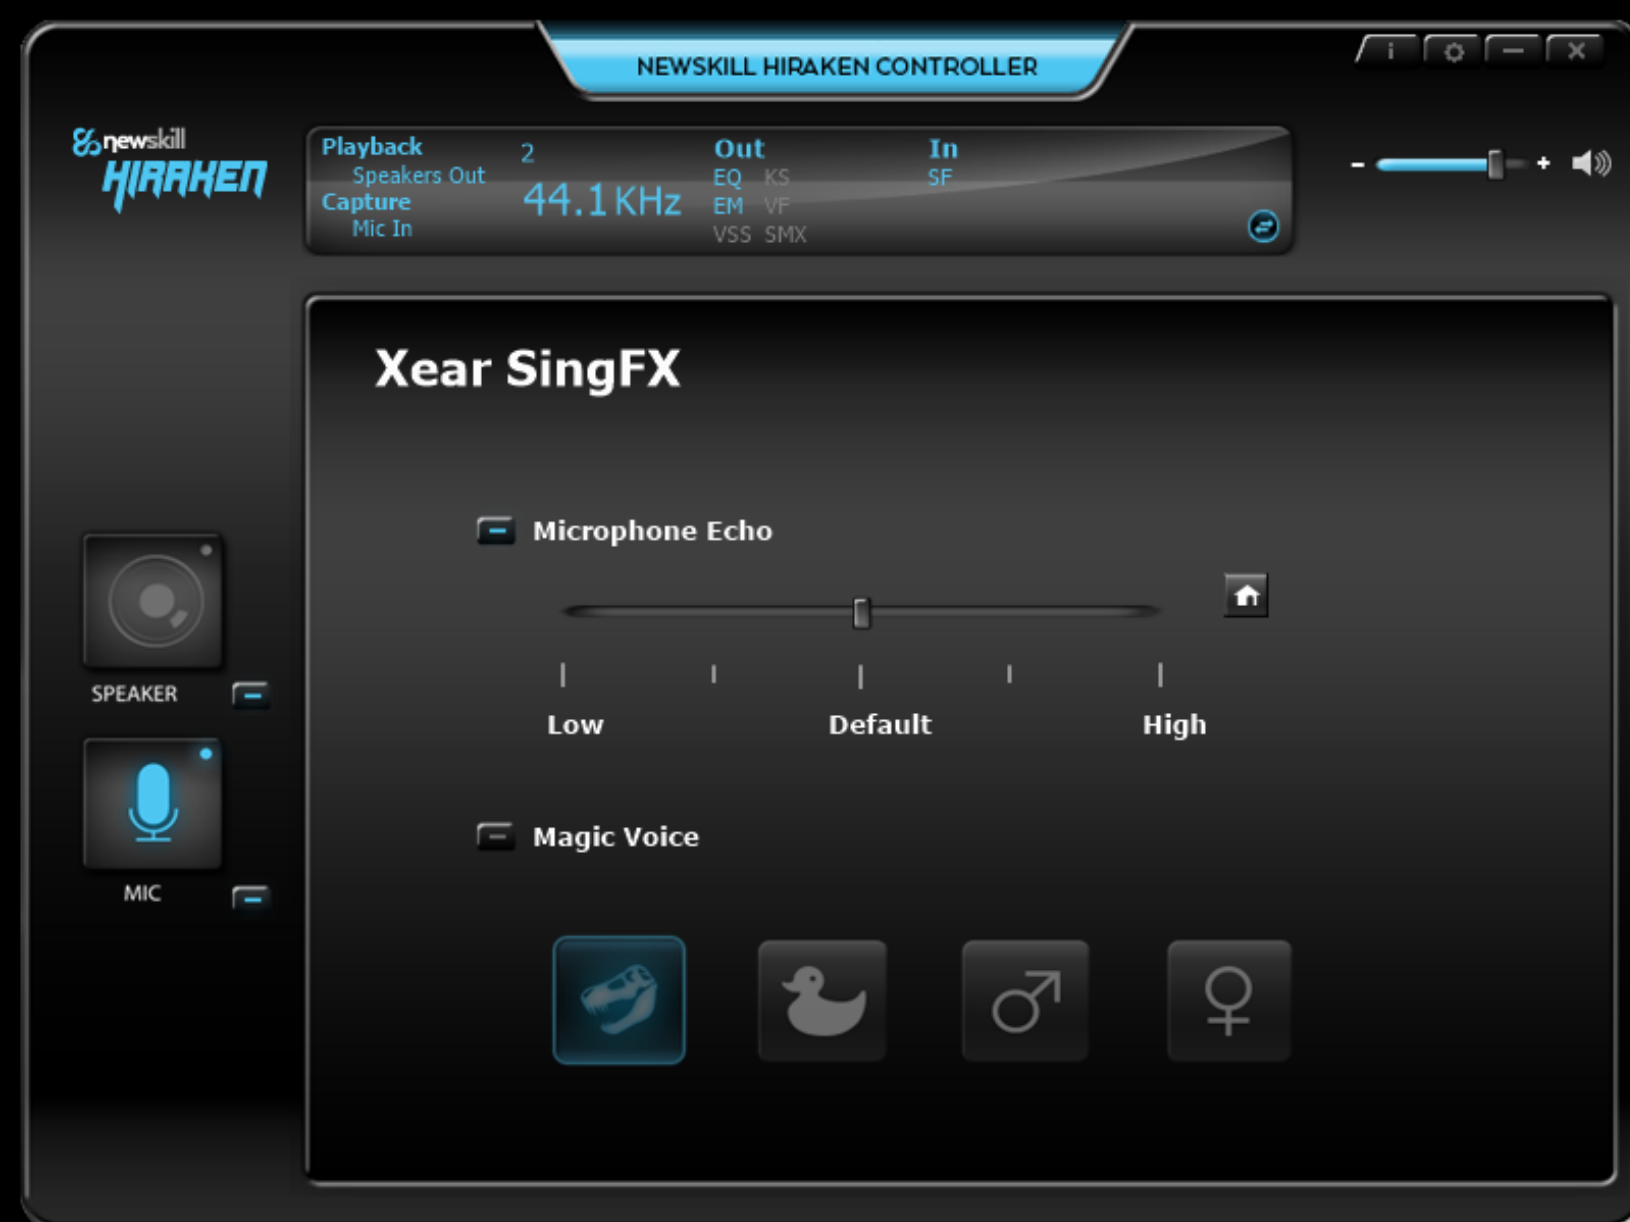 NEWSKILL HIRAKEN CONTROLLER
i
newskill
HIRAKEN
Playback 2 Out In
Speakers Out EQ KS SF
Capture 44.1KHz EM VF
Mic In VSS SMX
- +
Xear SingFX
Microphone Echo
Low Default High
SPEAKER
Magic Voice
MIC